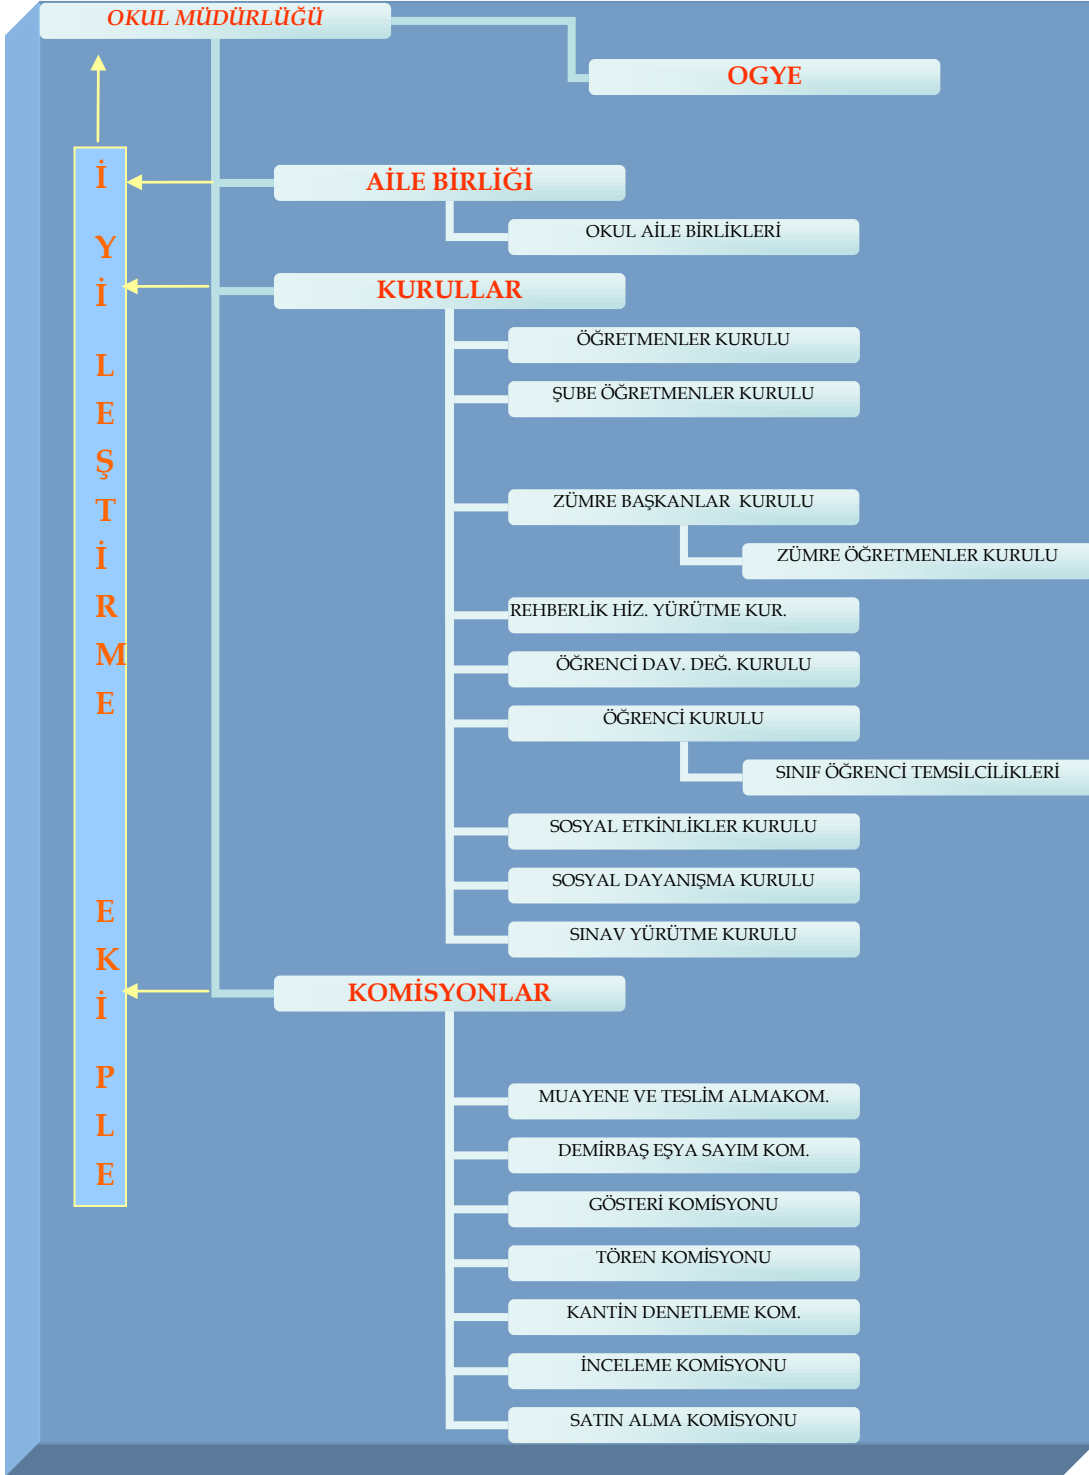 OKUL MÜDÜRLÜĞÜ
OGYE
İYİLEŞTİRME EKİPLE
AİLE BİRLİĞİ
OKUL AİLE BİRLİKLERİ
KURULLAR
ÖĞRETMENLER KURULU
ŞUBE ÖĞRETMENLER KURULU
ZÜMRE BAŞKANLAR KURULU
ZÜMRE ÖĞRETMENLER KURULU
REHBERLİK HİZ. YÜRÜTME KUR.
ÖĞRENCİ DAV. DEĞ. KURULU
ÖĞRENCİ KURULU
SINIF ÖĞRENCİ TEMSİLCİLİKLERİ
SOSYAL ETKİNLİKLER KURULU
SOSYAL DAYANIŞMA KURULU
SINAV YÜRÜTME KURULU
KOMİSYONLAR
MUAYENE VE TESLİM ALMAKOM.
DEMİRBAŞ EŞYA SAYIM KOM.
GÖSTERİ KOMİSYONU
TÖREN KOMİSYONU
KANTİN DENETLEME KOM.
İNCELEME KOMİSYONU
SATIN ALMA KOMİSYONU